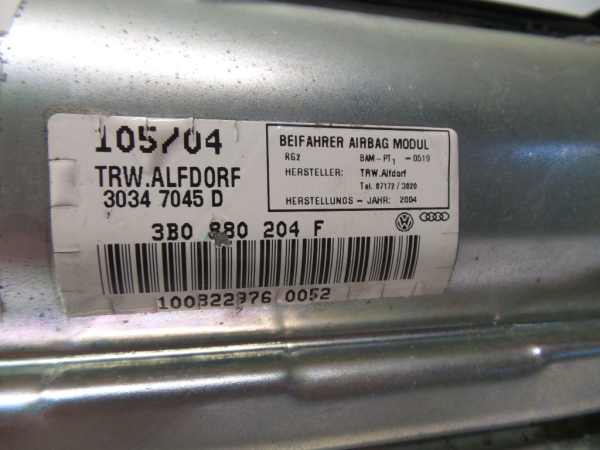 105/04
TRW.ALFDORF
3034 7045 D
BEIFAHRER AIRBAG MODUL
RG2 BAM-PT1-0519
HERSTELLER: TRW.Alfdorf
Tel. 07172 / 3020
HERSTELLUNGS - JAHR: 2004
3B0 880 204 F
100822976 0052